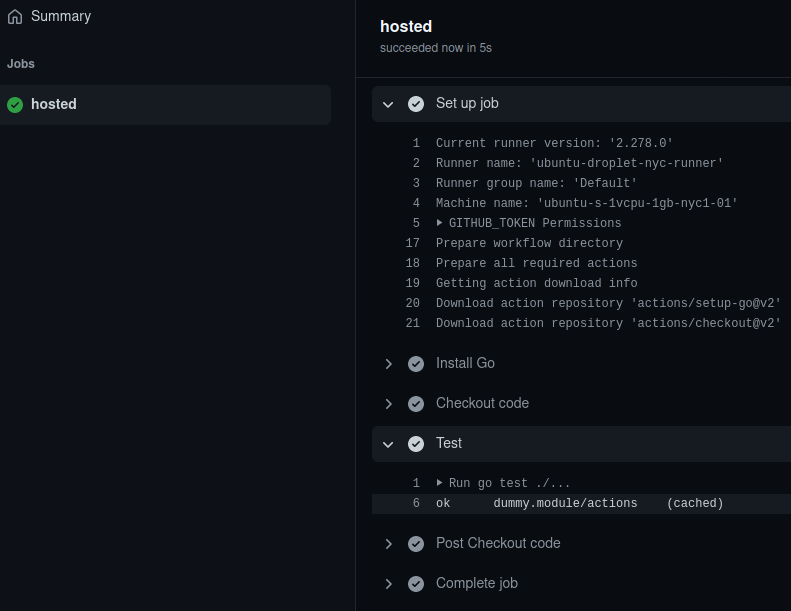 Summary
Jobs
hosted
hosted
succeeded now in 5s
Set up job
1 Current runner version: '2.278.0'
2 Runner name: 'ubuntu-droplet-nyc-runner'
3 Runner group name: 'Default'
4 Machine name: 'ubuntu-s-1vcpu-1gb-nyc1-01'
5 GITHUB_TOKEN Permissions
17 Prepare workflow directory
18 Prepare all required actions
19 Getting action download info
20 Download action repository 'actions/setup-go@v2'
21 Download action repository 'actions/checkout@v2'
Install Go
Checkout code
Test
1 Run go test ./...
6 ok dummy.module/actions (cached)
Post Checkout code
Complete job